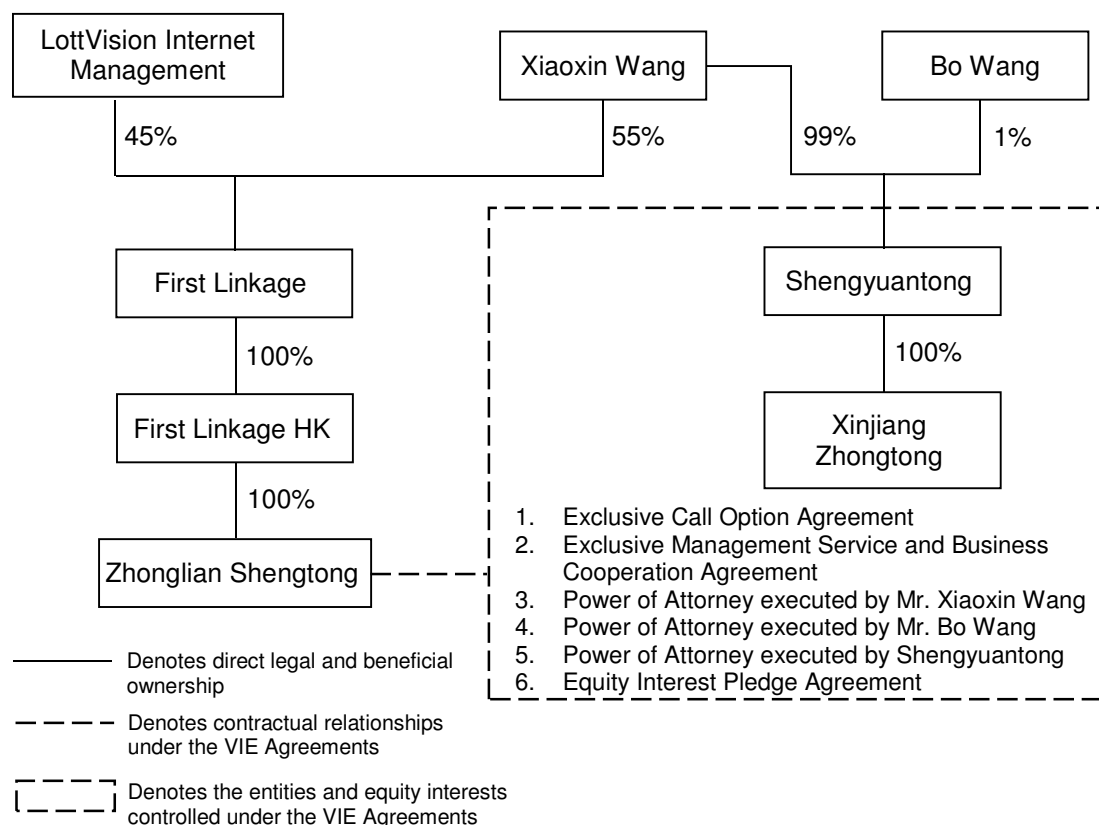 LottVision Internet
Management
Xiaoxin Wang
Bo Wang
45%
55%
99%
1%
First Linkage
Shengyuantong
100%
100%
First Linkage HK
Xinjiang
Zhongtong
100%
1. Exclusive Call Option Agreement
2. Exclusive Management Service and Business
Cooperation Agreement
3. Power of Attorney executed by Mr. Xiaoxin Wang
4. Power of Attorney executed by Mr. Bo Wang
5. Power of Attorney executed by Shengyuantong
6. Equity Interest Pledge Agreement
Zhonglian Shengtong
Denotes direct legal and beneficial
ownership
Denotes contractual relationships
under the VIE Agreements
Denotes the entities and equity interests
controlled under the VIE Agreements